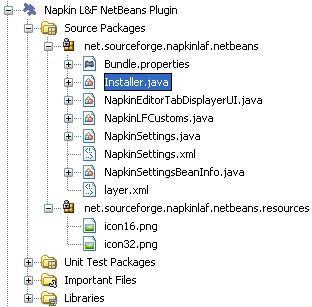 Napkin L&F NetBeans Plugin
Source Packages
net.sourceforge.napkinlaf.netbeans
Bundle.properties
Installer.java
NapkinEditorTabDisplayerUI.java
NapkinLFCustoms.java
NapkinSettings.java
NapkinSettings.xml
NapkinSettingsBeanInfo.java
layer.xml
net.sourceforge.napkinlaf.netbeans.resources
icon16.png
icon32.png
Unit Test Packages
Important Files
Libraries